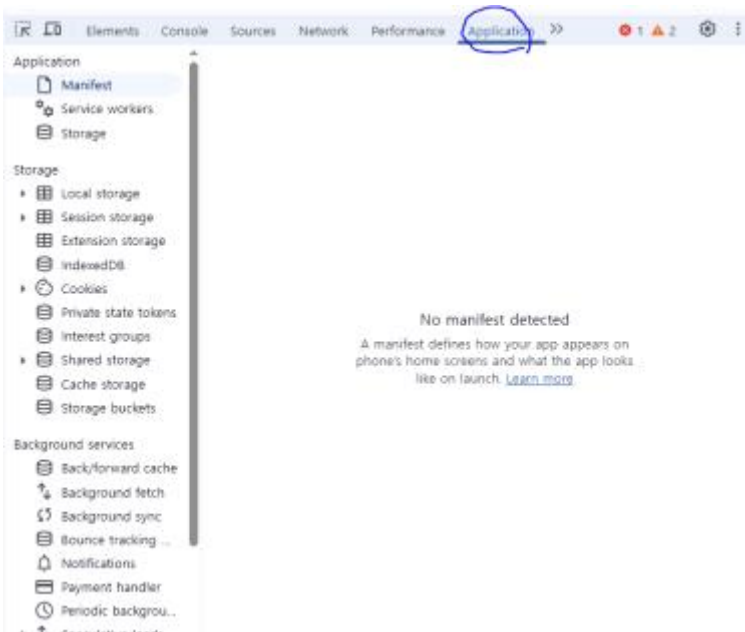 Elements Console Sources Network Performance Application 1 2
Application
Manifest
Service workers
Storage
Storage
Local storage
Session storage
Extension storage
IndexedDB
Cookies
Private state tokens
Interest groups
Shared storage
Cache storage
Storage buckets
No manifest detected
A manifest defines how your app appears on
phone's home screens and what the app looks
like on launch. Learn more
Background services
Back/forward cache
Background fetch
Background sync
Bounce tracking ...
Notifications
Payment handler
Periodic backgrou...